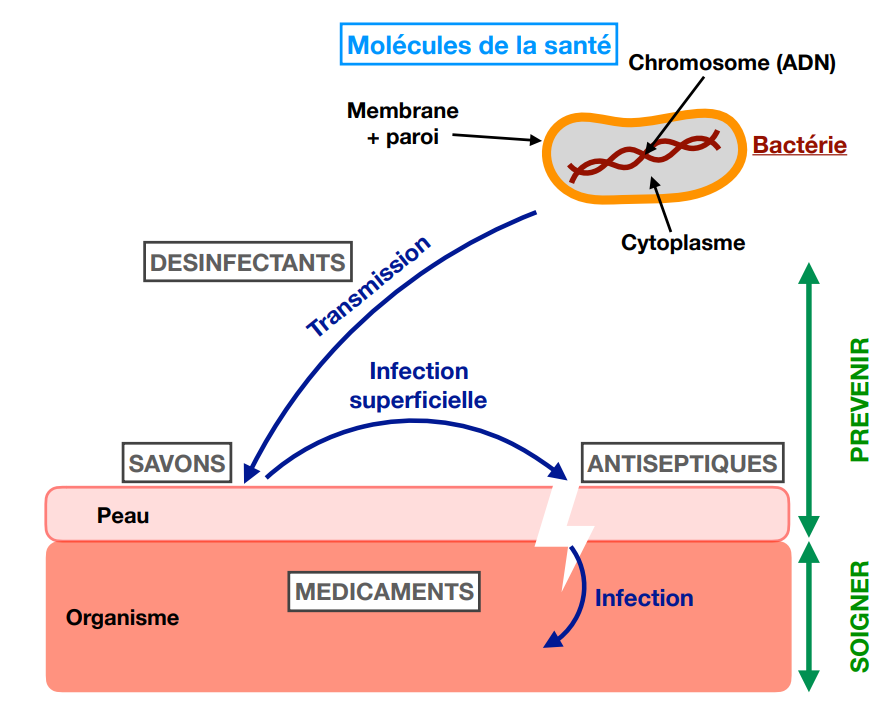 Molécules de la santé
Chromosome (ADN)
Membrane
+ paroi
Bactérie
Cytoplasme
DESINFECTANTS
Transmission
Infection
superficielle
PREVENIR
SAVONS
ANTISEPTIQUES
Peau
MEDICAMENTS
Infection
Organisme
SOIGNER